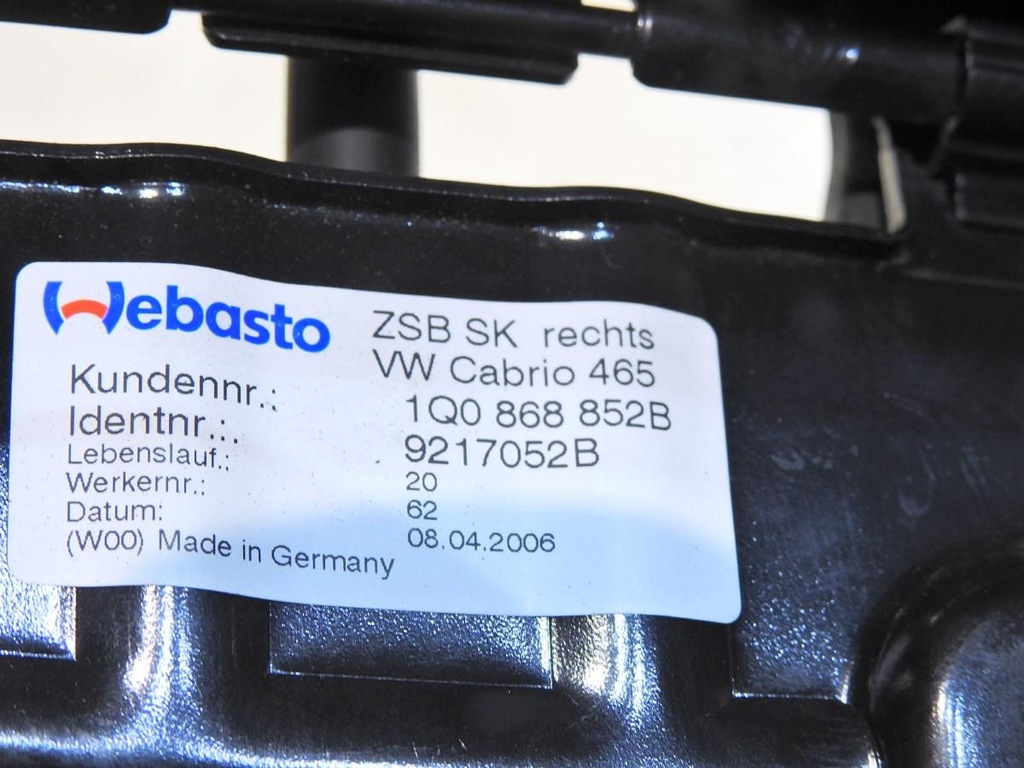 Webasto ZSB SK rechts
VW Cabrio 465
Kundennr.: 1Q0 868 852B
Identnr.:. 9217052B
Lebenslauf.: 20
Werkernr.: 62
Datum: 08.04.2006
(W00) Made in Germany